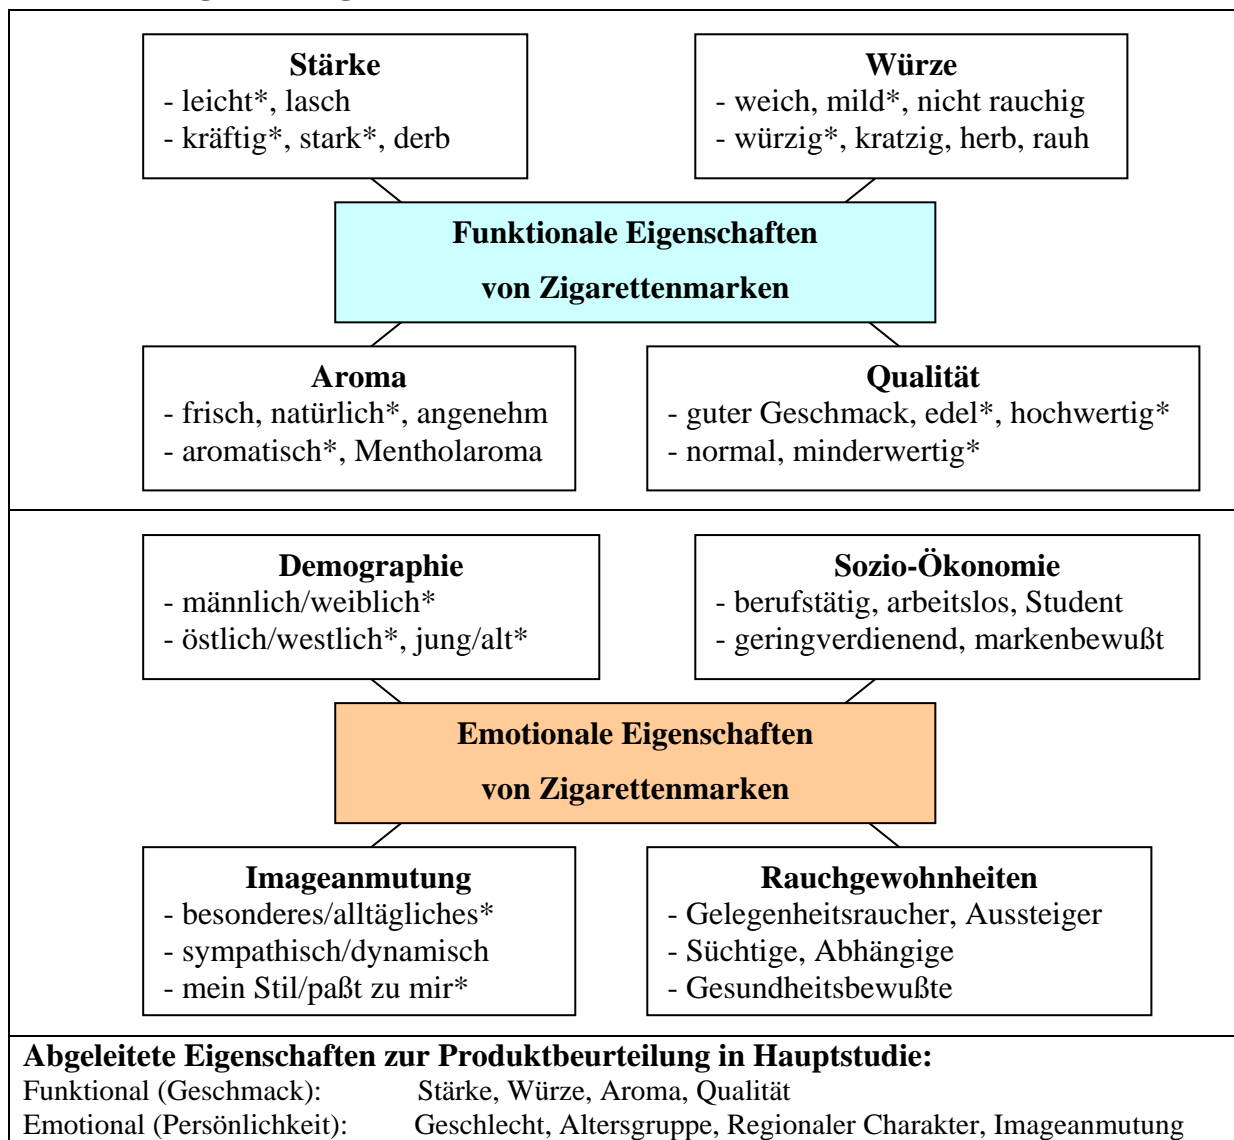 Stärke
- leicht*, lasch
- kräftig*, stark*, derb
Würze
- weich, mild*, nicht rauchig
- würzig*, kratzig, herb, rauh
Funktionale Eigenschaften
von Zigarettenmarken
Aroma
- frisch, natürlich*, angenehm
- aromatisch*, Mentholaroma
Qualität
- guter Geschmack, edel*, hochwertig*
- normal, minderwertig*
Demographie
- männlich/weiblich*
- östlich/westlich*, jung/alt*
Sozio-Ökonomie
- berufstätig, arbeitslos, Student
- geringverdienend, markenbewußt
Emotionale Eigenschaften
von Zigarettenmarken
Imageanmutung
- besonderes/alltägliches*
- sympathisch/dynamisch
- mein Stil/paßt zu mir*
Rauchgewohnheiten
- Gelegenheitsraucher, Aussteiger
- Süchtige, Abhängige
- Gesundheitsbewußte
Abgeleitete Eigenschaften zur Produktbeurteilung in Hauptstudie:
Funktional (Geschmack): Stärke, Würze, Aroma, Qualität
Emotional (Persönlichkeit): Geschlecht, Altersgruppe, Regionaler Charakter, Imageanmutung